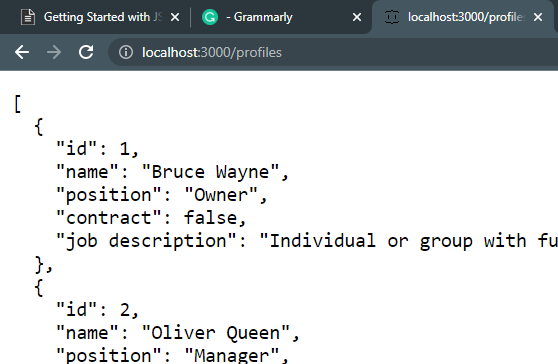 Getting Started with JS
- Grammarly
localhost:3000/profile
localhost:3000/profiles
[
{
"id": 1,
"name": "Bruce Wayne",
"position": "Owner",
"contract": false,
"job description": "Individual or group with fu
},
{
"id": 2,
"name": "Oliver Queen",
"position": "Manager",